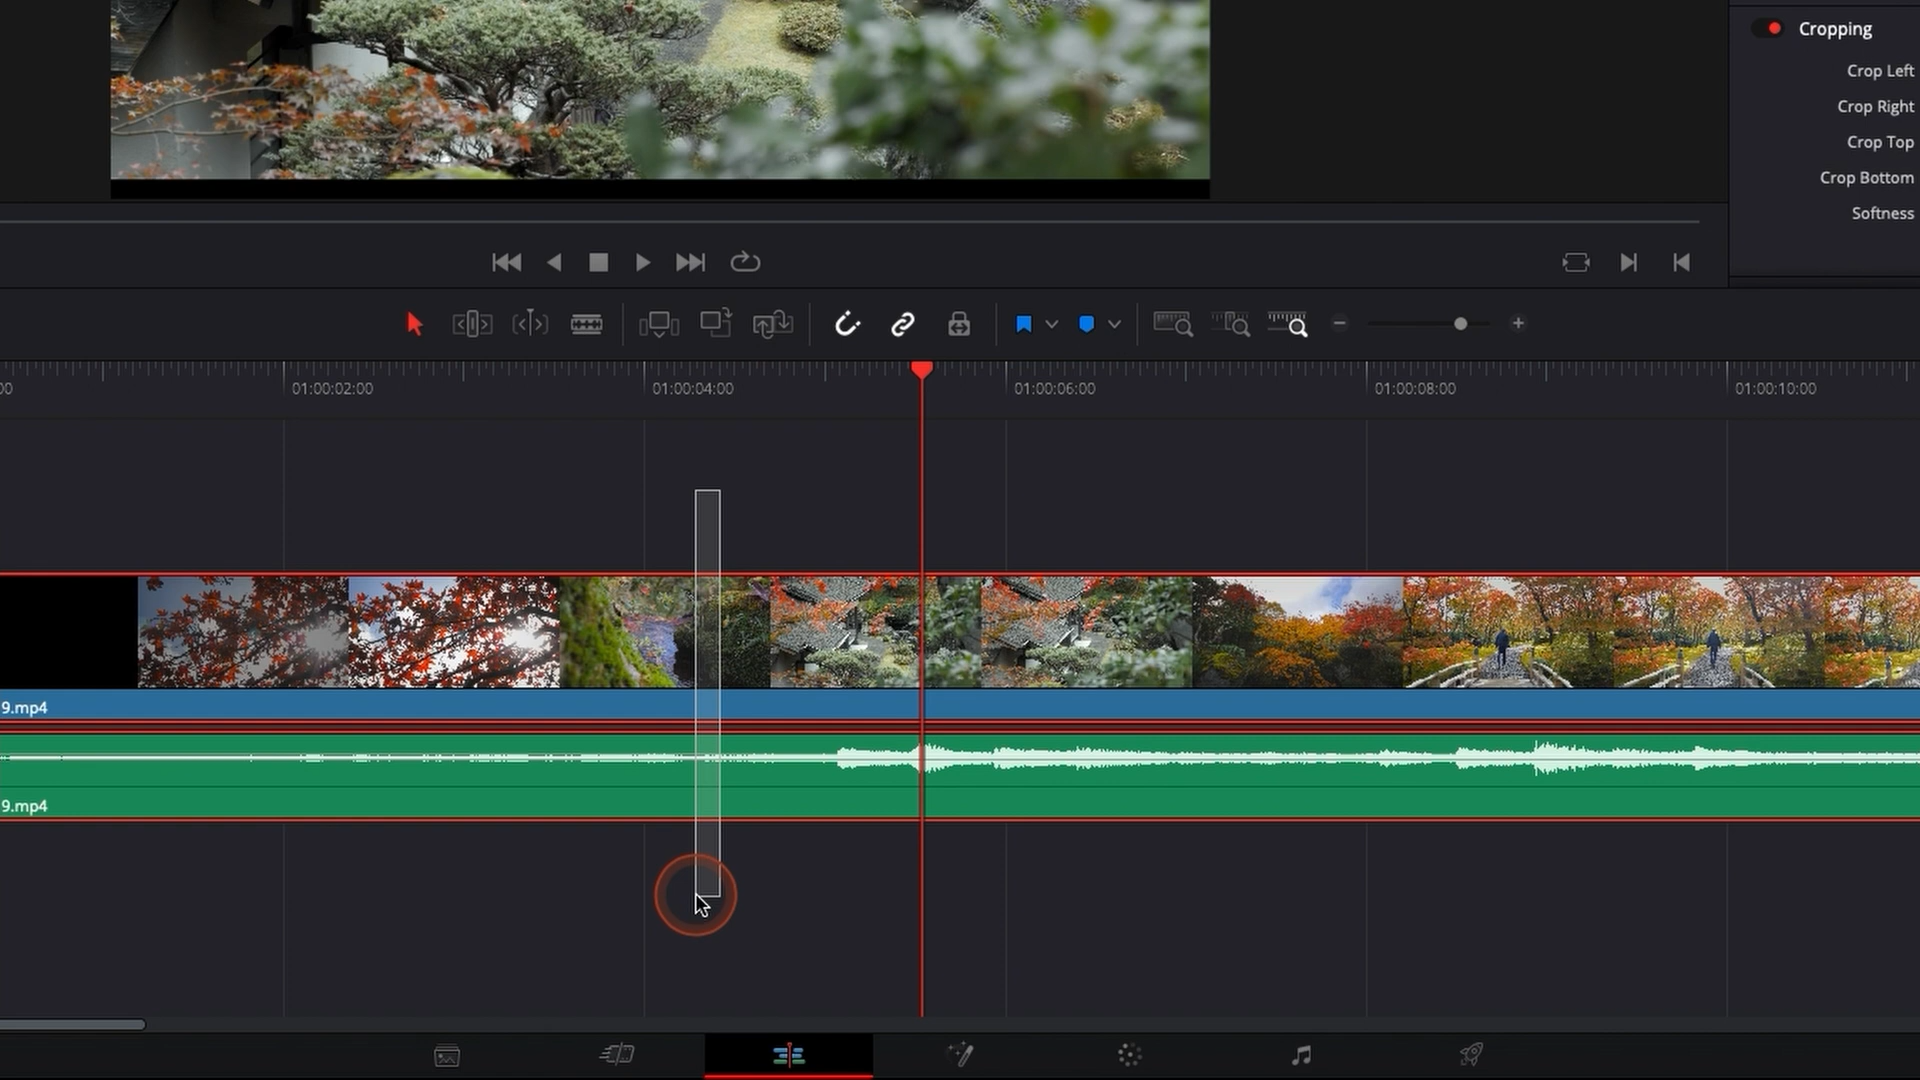 Cropping
Crop Left
Crop Right
Crop Top
Crop Bottom
Softness
00
01:00:02:00
01:00:04:00
01:00:06:00
01:00:08:00
01:00:10:00
9.mp4
9.mp4